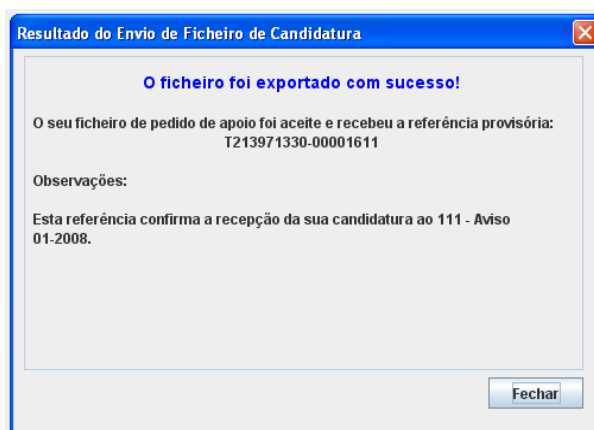 Resultado do Envio de Ficheiro de Candidatura
O ficheiro foi exportado com sucesso!
O seu ficheiro de pedido de apoio foi aceite e recebeu a referência provisória:
T213971330-00001611
Observações:
Esta referência confirma a recepção da sua candidatura ao 111 - Aviso
01-2008.
Fechar